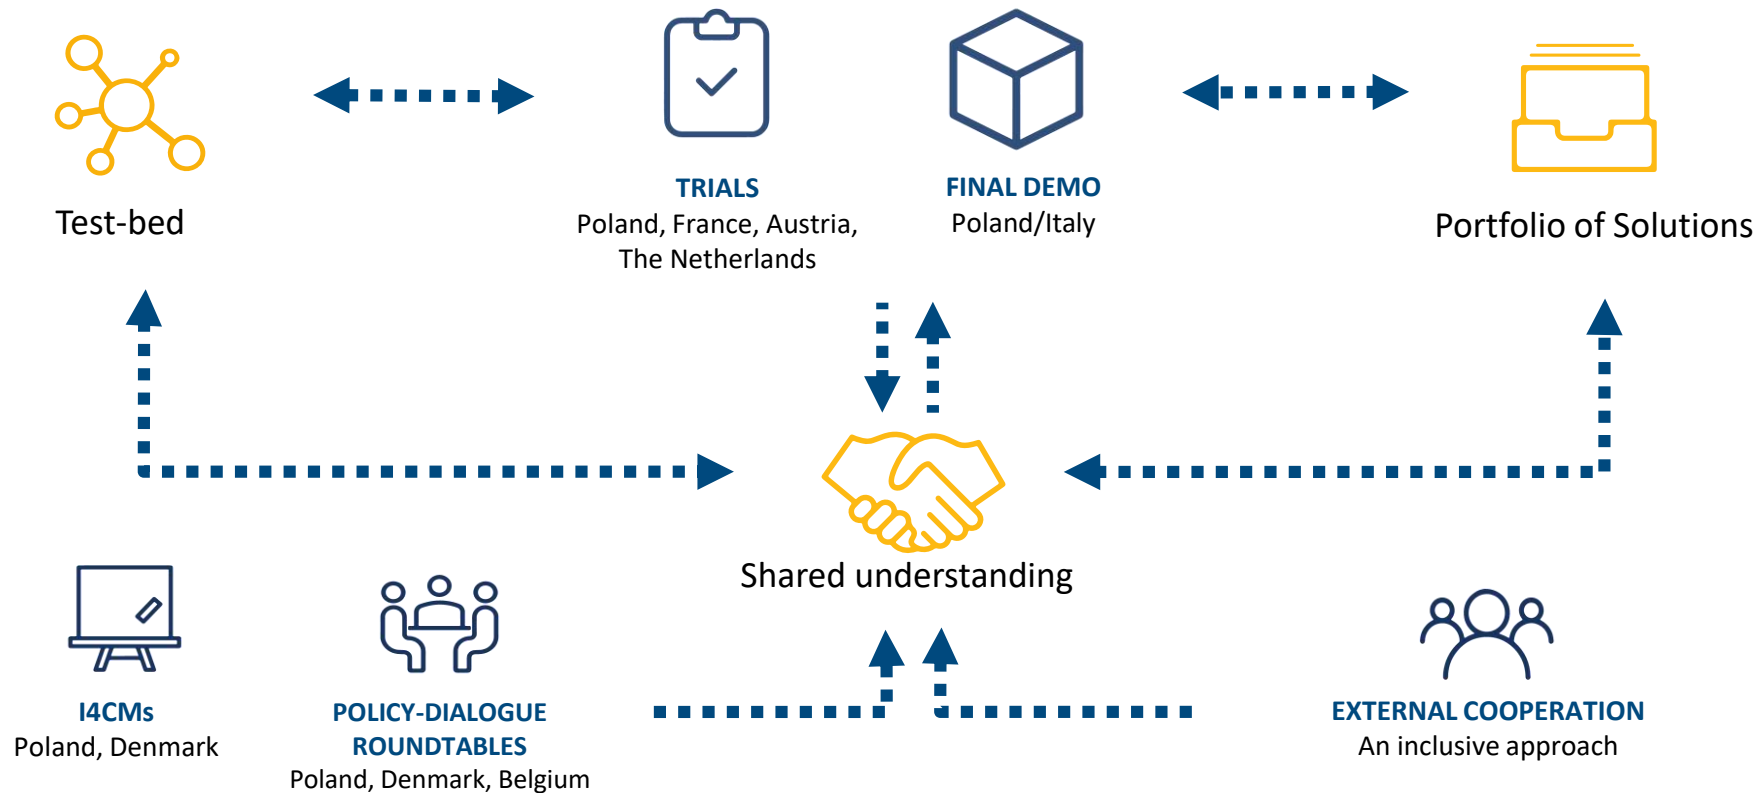 Test-bed
TRIALS
Poland, France, Austria,
The Netherlands
FINAL DEMO
Poland/Italy
Portfolio of Solutions
Shared understanding
I4CMs
Poland, Denmark
POLICY-DIALOGUE
ROUNDTABLES
Poland, Denmark, Belgium
EXTERNAL COOPERATION
An inclusive approach